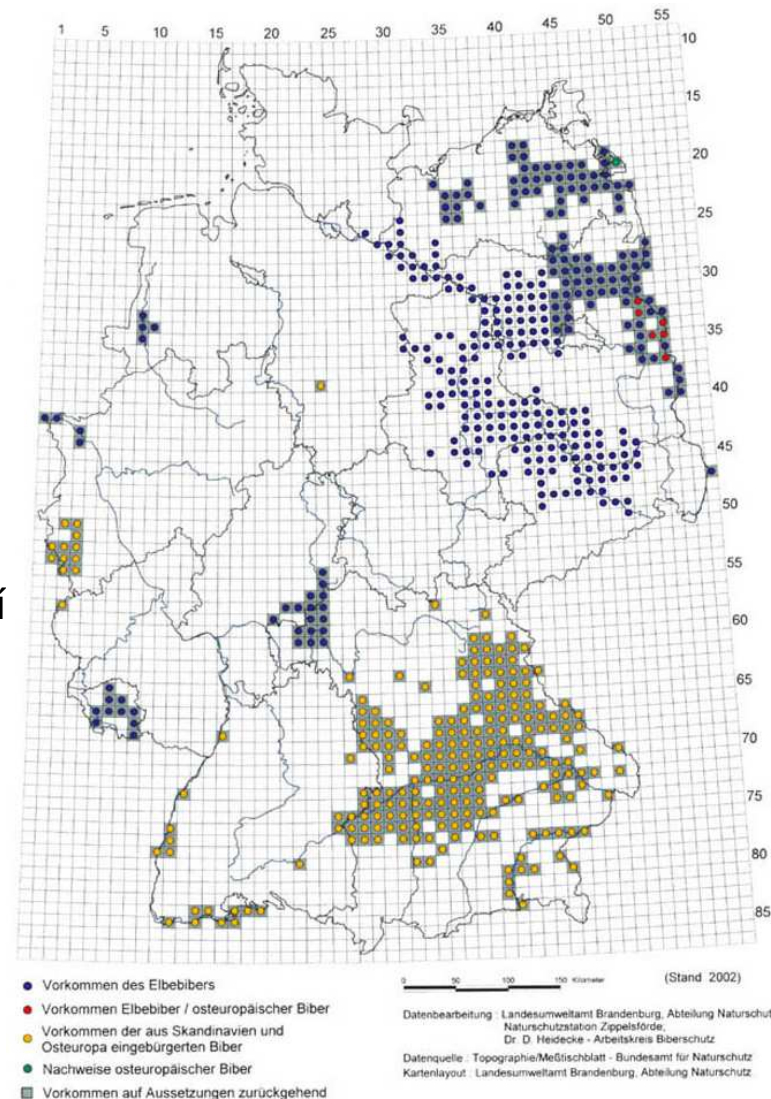 1 5 10 15 20 25 30 35 40 45 50 55
10
15
20
25
30
35
40
45
50
55
60
65
70
75
80
85
í
Vorkommen des Elbebibers
Vorkommen Elbebiber / osteuropäischer Biber
Vorkommen der aus Skandinavien und
Osteuropa eingebürgerten Biber
Nachweise osteuropäischer Biber
Vorkommen auf Aussetzungen zurückgehend
0 50 100 150 Kilometer
(Stand 2002)
Datenbearbeitung : Landesumweltamt Brandenburg, Abteilung Naturschut
Naturschutzstation Zippelsförde,
Dr. D. Heidecke - Arbeitskreis Biberschutz
Datenquelle : Topographie/Meßtischblatt - Bundesamt für Naturschutz
Kartenlayout : Landesumweltamt Brandenburg, Abteilung Naturschutz